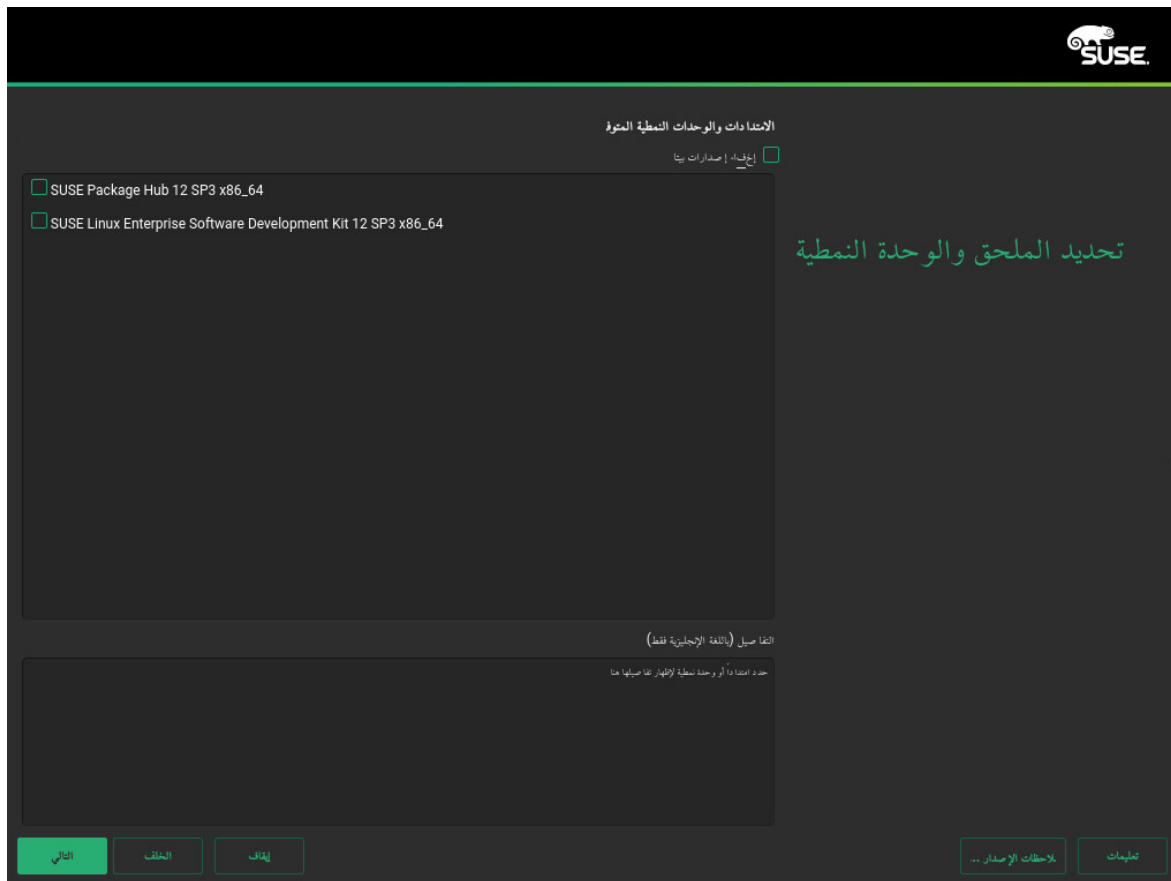 SUSE.
الامتدادات والوحدات النمطية المتوف
إخفاء إصدارات بيتا
SUSE Package Hub 12 SP3 x86_64
SUSE Linux Enterprise Software Development Kit 12 SP3 x86_64
تحديد الملحق والوحدة النمطية
التفاصيل (باللغة الإنجليزية فقط)
حدد امتداداً أو وحدة نمطية لإظهار تفاصيلها هنا
تعليمات
ملاحظات الإصدار ...
إيقاف
الخلف
التالي